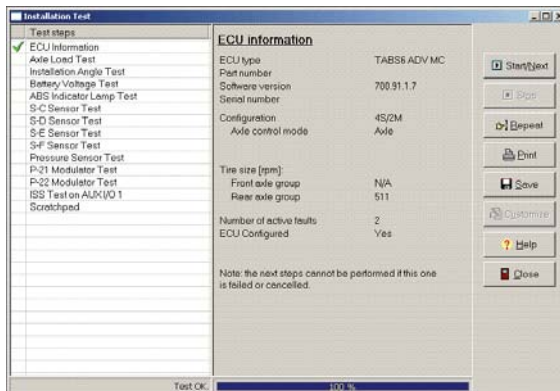 Installation Test
Test steps
ECU Information
Axle Load Test
Installation Angle Test
Battery Voltage Test
ABS Indicator Lamp Test
S-C Sensor Test
S-D Sensor Test
S-E Sensor Test
S-F Sensor Test
Pressure Sensor Test
P-21 Modulator Test
P-22 Modulator Test
ISS Test on AUX I/O 1
Scratchpad
ECU information
ECU type TABS6 ADV MC
Part number
Software version 700.91.1.7
Serial number
Configuration 4S/2M
Axle control mode Axle
Tire size [rpm]:
Front axle group N/A
Rear axle group 511
Number of active faults 2
ECU Configured Yes
Note: the next steps cannot be performed if this one
is failed or cancelled.
Start/Next
Stop
Repeat
Print
Save
Customize
Help
Close
Test OK.
100 %